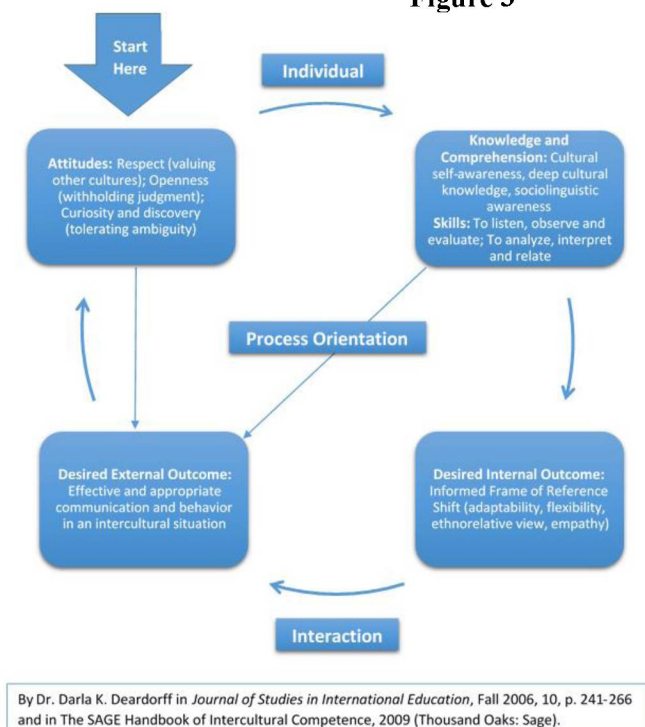 Figure 3
Start
Here
Individual
Attitudes: Respect (valuing
other cultures); Openness
(withholding judgment);
Curiosity and discovery
(tolerating ambiguity)
Knowledge and
Comprehension: Cultural
self-awareness, deep cultural
knowledge, sociolinguistic
awareness
Skills: To listen, observe and
evaluate; To analyze, interpret
and relate
Process Orientation
Desired External Outcome:
Effective and appropriate
communication and behavior
in an intercultural situation
Desired Internal Outcome:
Informed Frame of Reference
Shift (adaptability, flexibility,
ethnorelative view, empathy)
Interaction
By Dr. Darla K. Deardorff in Journal of Studies in International Education, Fall 2006, 10, p. 241-266
and in The SAGE Handbook of Intercultural Competence, 2009 (Thousand Oaks: Sage).